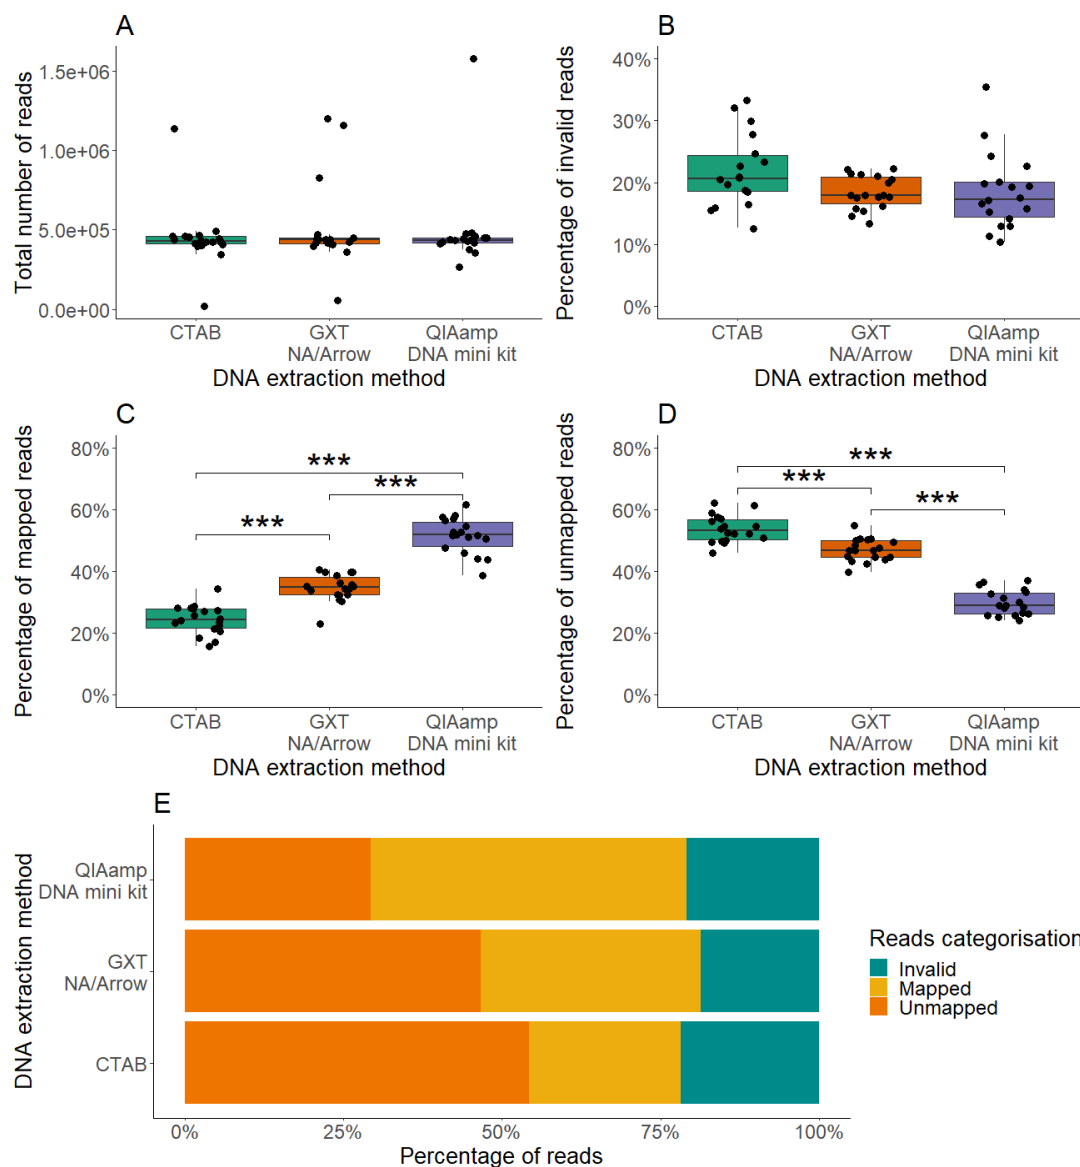 A
Total number of reads
1.5e+06
1.0e+06
5.0e+05
0.0e+00
CTAB
GXT
NA/Arrow
QIAamp
DNA mini kit
DNA extraction method
B
Percentage of invalid reads
40%
30%
20%
10%
0%
CTAB
GXT
NA/Arrow
QIAamp
DNA mini kit
DNA extraction method
C
Percentage of mapped reads
80%
60%
40%
20%
0%
***
***
***
CTAB
GXT
NA/Arrow
QIAamp
DNA mini kit
DNA extraction method
D
Percentage of unmapped reads
80%
60%
40%
20%
0%
***
***
***
CTAB
GXT
NA/Arrow
QIAamp
DNA mini kit
DNA extraction method
E
DNA extraction method
QIAamp
DNA mini kit
GXT
NA/Arrow
CTAB
0%
25%
50%
75%
100%
Percentage of reads
Reads categorisation
Invalid
Mapped
Unmapped